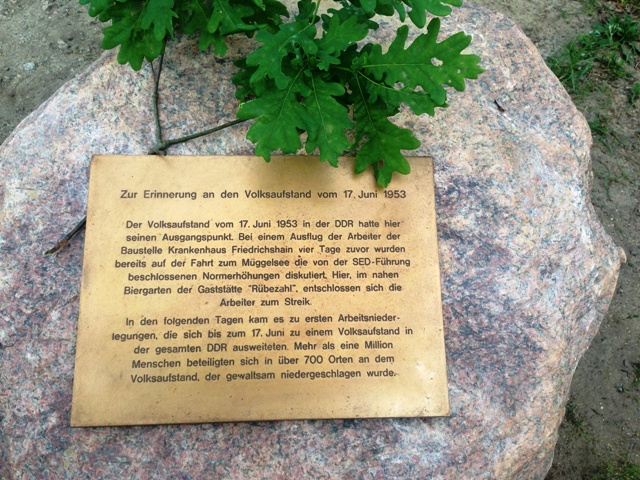 Zur Erinnerung an den Volksaufstand vom 17. Juni 1953
Der Volksaufstand vom 17. Juni 1953 in der DDR hatte hier
seinen Ausgangspunkt. Bei einem Ausflug der Arbeiter der
Baustelle Krankenhaus Friedrichshain vier Tage zuvor wurden
bereits auf der Fahrt zum Müggelsee die von der SED-Führung
beschlossenen Normerhöhungen diskutiert. Hier, im nahen
Biergarten der Gaststätte "Rübezahl", entschlossen sich die
Arbeiter zum Streik.
In den folgenden Tagen kam es zu ersten Arbeitsnieder-
legungen, die sich bis zum 17. Juni zu einem Volksaufstand in
der gesamten DDR ausweiteten. Mehr als eine Million
Menschen beteiligten sich in über 700 Orten an dem
Volksaufstand, der gewaltsam niedergeschlagen wurde.